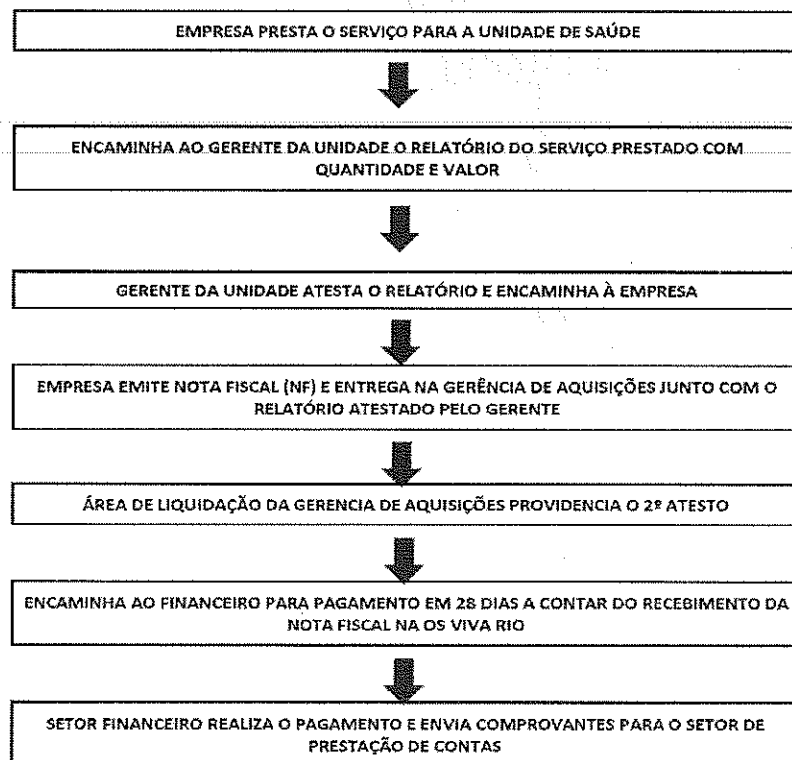 EMPRESA PRESTA O SERVIÇO PARA A UNIDADE DE SAÚDE
ENCAMINHA AO GERENTE DA UNIDADE O RELATÓRIO DO SERVIÇO PRESTADO COM
QUANTIDADE E VALOR
GERENTE DA UNIDADE ATESTA O RELATÓRIO E ENCAMINHA À EMPRESA
EMPRESA EMITE NOTA FISCAL (NF) E ENTREGA NA GERÊNCIA DE AQUISIÇÕES JUNTO COM O
RELATÓRIO ATESTADO PELO GERENTE
ÁREA DE LIQUIDAÇÃO DA GERENCIA DE AQUISIÇÕES PROVIDENCIA O 2º ATESTO
ENCAMINHA AO FINANCEIRO PARA PAGAMENTO EM 28 DIAS A CONTAR DO RECEBIMENTO DA
NOTA FISCAL NA OS VIVA RIO
SETOR FINANCEIRO REALIZA O PAGAMENTO E ENVIA COMPROVANTES PARA O SETOR DE
PRESTAÇÃO DE CONTAS